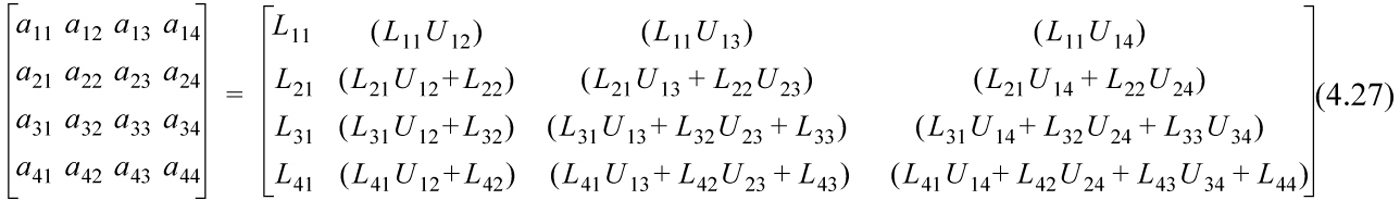 a₁₁ a₁₂ a₁₃ a₁₄ L₁₁ (L₁₁U₁₂) (L₁₁U₁₃) (L₁₁U₁₄)
a₂₁ a₂₂ a₂₃ a₂₄ = L₂₁ (L₂₁U₁₂+L₂₂) (L₂₁U₁₃ + L₂₂U₂₃) (L₂₁U₁₄ + L₂₂U₂₄) (4.27)
a₃₁ a₃₂ a₃₃ a₃₄ L₃₁ (L₃₁U₁₂+L₃₂) (L₃₁U₁₃+ L₃₂U₂₃ + L₃₃) (L₃₁U₁₄+ L₃₂U₂₄ + L₃₃U₃₄)
a₄₁ a₄₂ a₄₃ a₄₄ L₄₁ (L₄₁U₁₂+L₄₂) (L₄₁U₁₃+ L₄₂U₂₃ + L₄₃) (L₄₁U₁₄+ L₄₂U₂₄ + L₄₃U₃₄ + L₄₄)